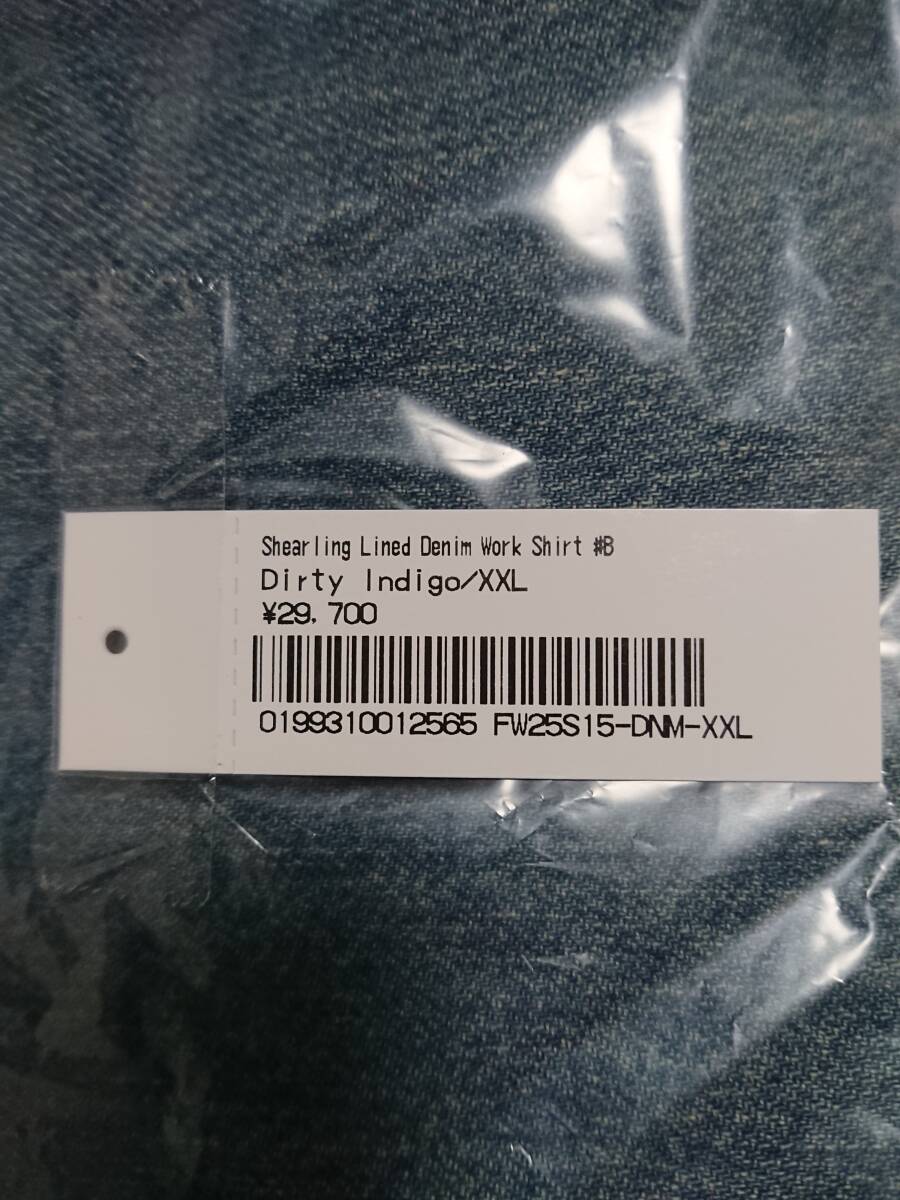 Shearling Lined Denim Work Shirt #B
Dirty Indigo/XXL
¥29,700
0199310012565 FW25S15-DNM-XXL